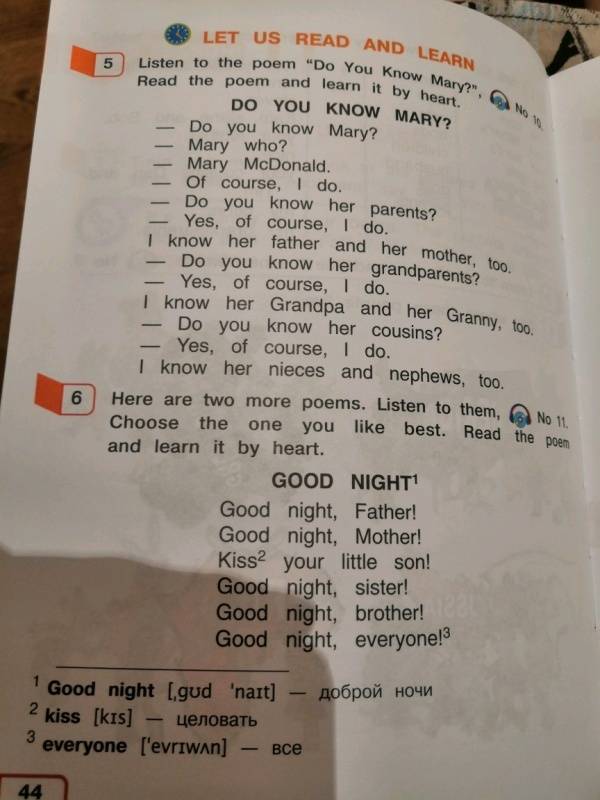 LET US READ AND LEARN
5 Listen to the poem "Do You Know Mary?", No 10.
Read the poem and learn it by heart.
DO YOU KNOW MARY?
— Do you know Mary?
— Mary who?
— Mary McDonald.
— Of course, I do.
— Do you know her parents?
— Yes, of course, I do.
I know her father and her mother, too.
— Do you know her grandparents?
— Yes, of course, I do.
I know her Grandpa and her Granny, too.
— Do you know her cousins?
— Yes, of course, I do.
I know her nieces and nephews, too.
6 Here are two more poems. Listen to them, No 11.
Choose the one you like best. Read the poem
and learn it by heart.
GOOD NIGHT¹
Good night, Father!
Good night, Mother!
Kiss² your little son!
Good night, sister!
Good night, brother!
Good night, everyone!³
¹ Good night [ˌgʊd ˈnaɪt] — доброй ночи
² kiss [kɪs] — целовать
³ everyone [ˈevrɪwʌn] — все
44